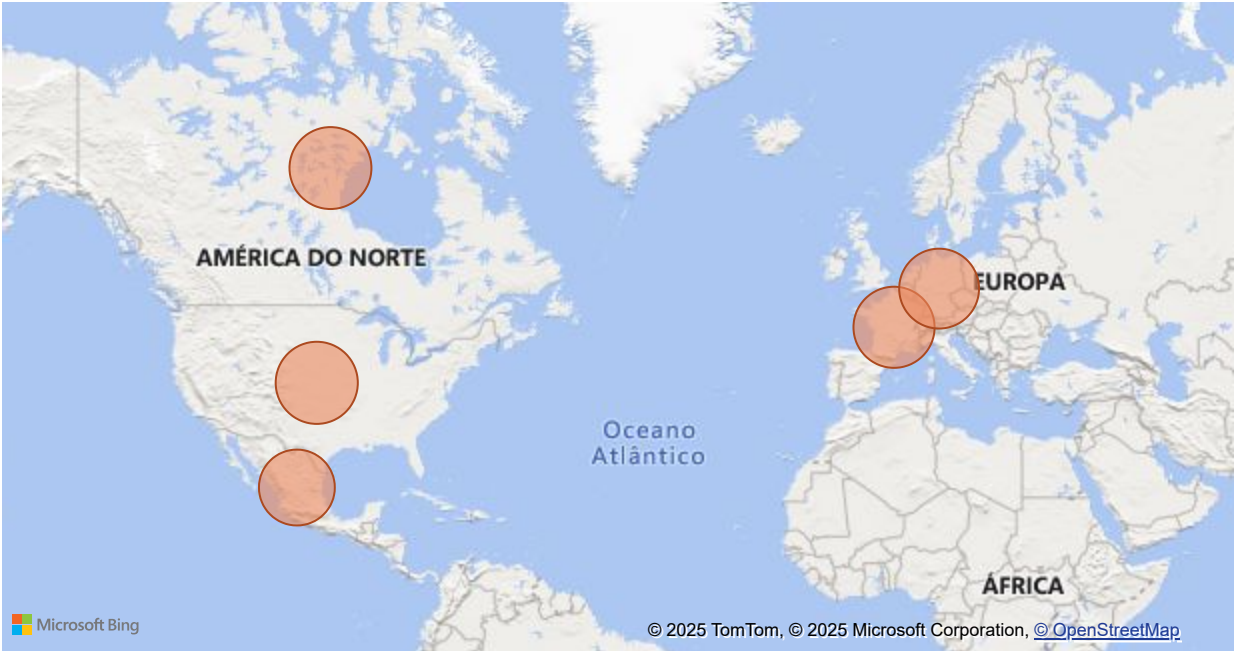 AMÉRICA DO NORTE
EUROPA
Oceano
Atlântico
ÁFRICA
Microsoft Bing
© 2025 TomTom, © 2025 Microsoft Corporation, © OpenStreetMap